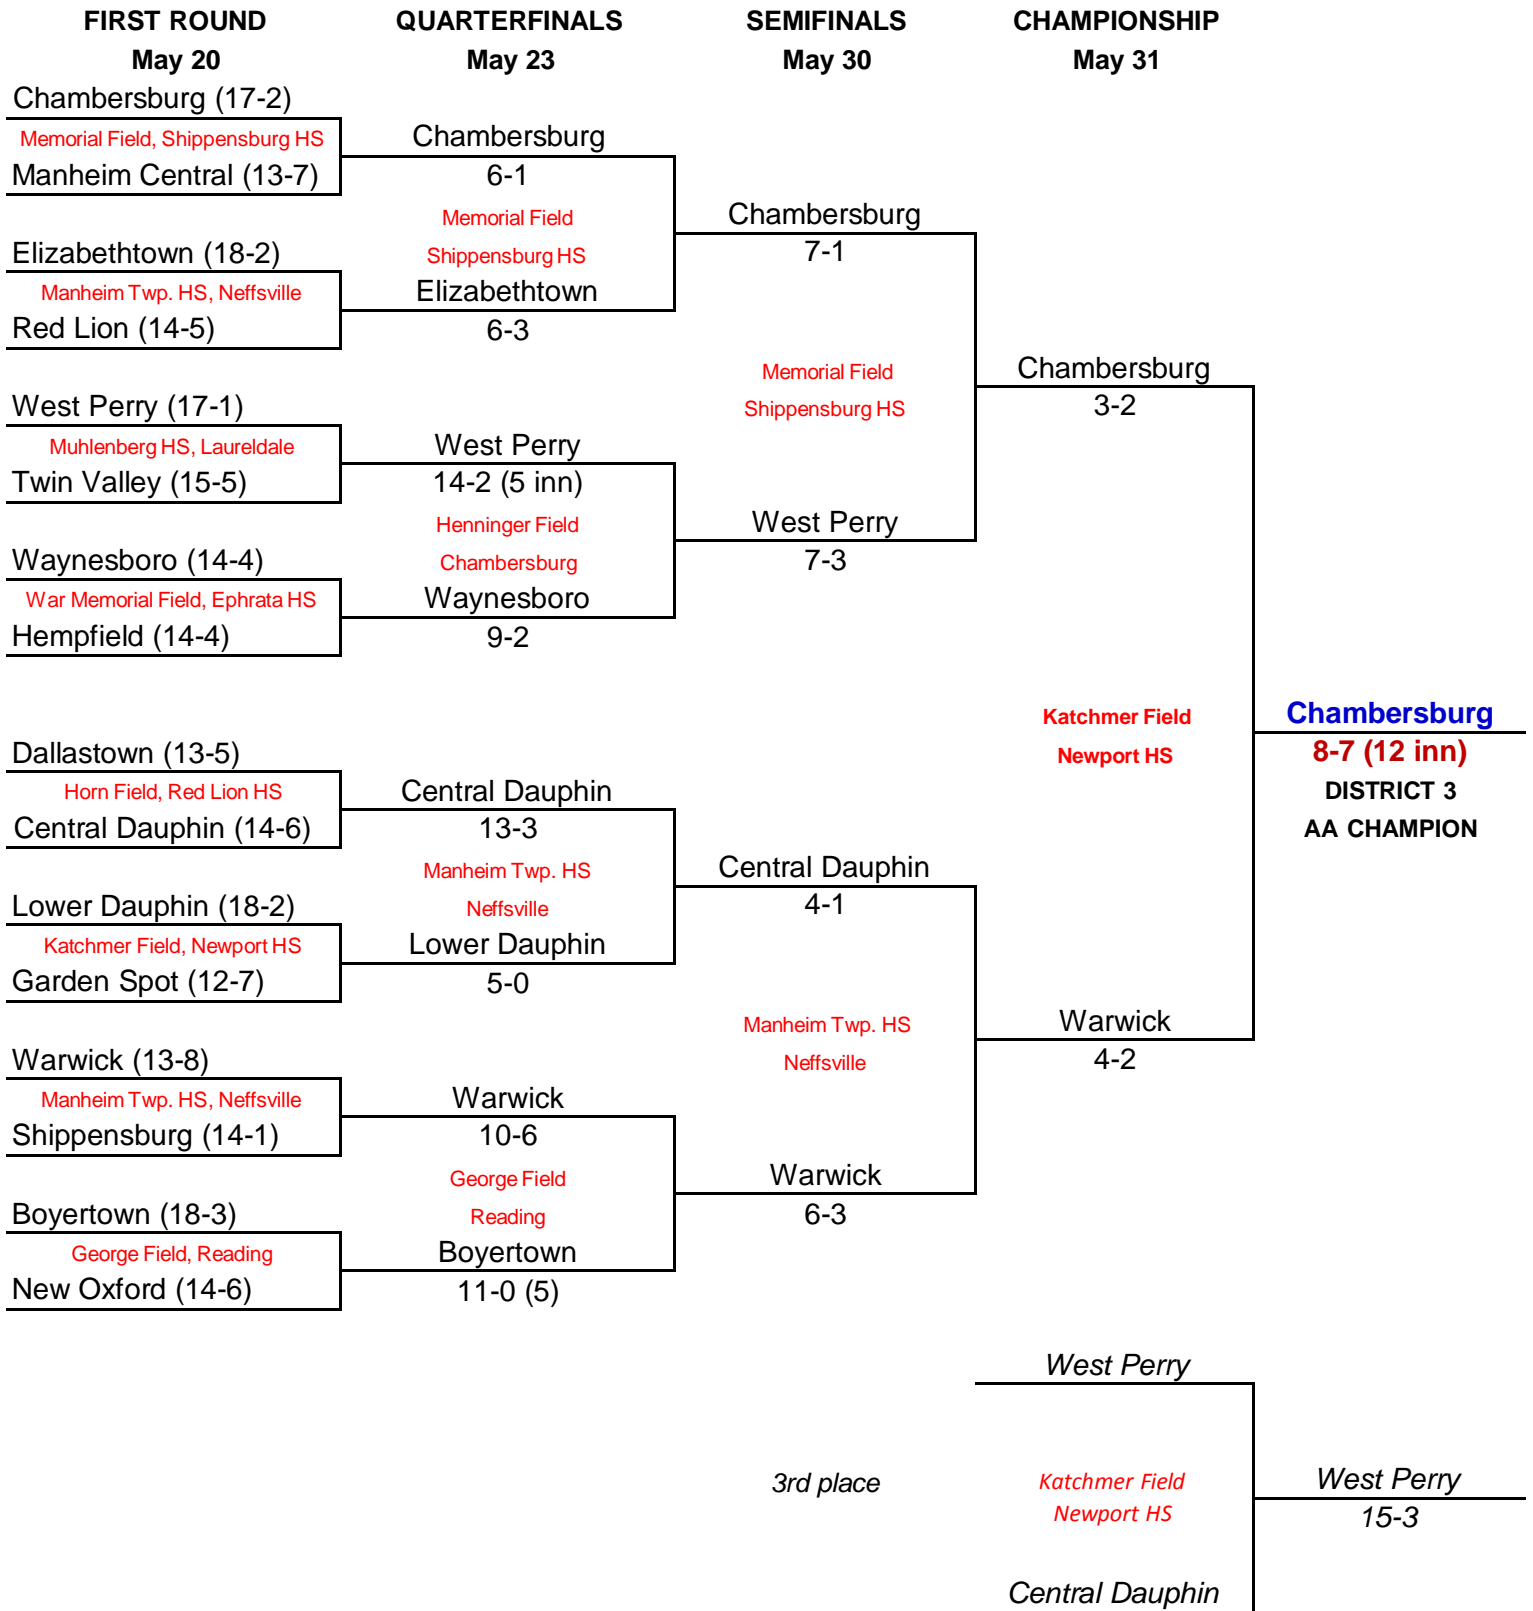 FIRST ROUND
May 20
QUARTERFINALS
May 23
SEMIFINALS
May 30
CHAMPIONSHIP
May 31
Chambersburg (17-2)
Memorial Field, Shippensburg HS
Manheim Central (13-7)
Elizabethtown (18-2)
Manheim Twp. HS, Neffsville
Red Lion (14-5)
West Perry (17-1)
Muhlenberg HS, Laureldale
Twin Valley (15-5)
Waynesboro (14-4)
War Memorial Field, Ephrata HS
Hempfield (14-4)
Dallastown (13-5)
Horn Field, Red Lion HS
Central Dauphin (14-6)
Lower Dauphin (18-2)
Katchmer Field, Newport HS
Garden Spot (12-7)
Warwick (13-8)
Manheim Twp. HS, Neffsville
Shippensburg (14-1)
Boyertown (18-3)
George Field, Reading
New Oxford (14-6)
Chambersburg
6-1
Memorial Field
Shippensburg HS
Elizabethtown
6-3
West Perry
14-2 (5 inn)
Henninger Field
Chambersburg
Waynesboro
9-2
Central Dauphin
13-3
Manheim Twp. HS
Neffsville
Lower Dauphin
5-0
Warwick
10-6
George Field
Reading
Boyertown
11-0 (5)
Chambersburg
7-1
Memorial Field
Shippensburg HS
West Perry
7-3
Central Dauphin
4-1
Manheim Twp. HS
Neffsville
Warwick
6-3
Chambersburg
3-2
Katchmer Field
Newport HS
Warwick
4-2
Chambersburg
8-7 (12 inn)
DISTRICT 3
AA CHAMPION
3rd place
West Perry
Katchmer Field
Newport HS
Central Dauphin
West Perry
15-3